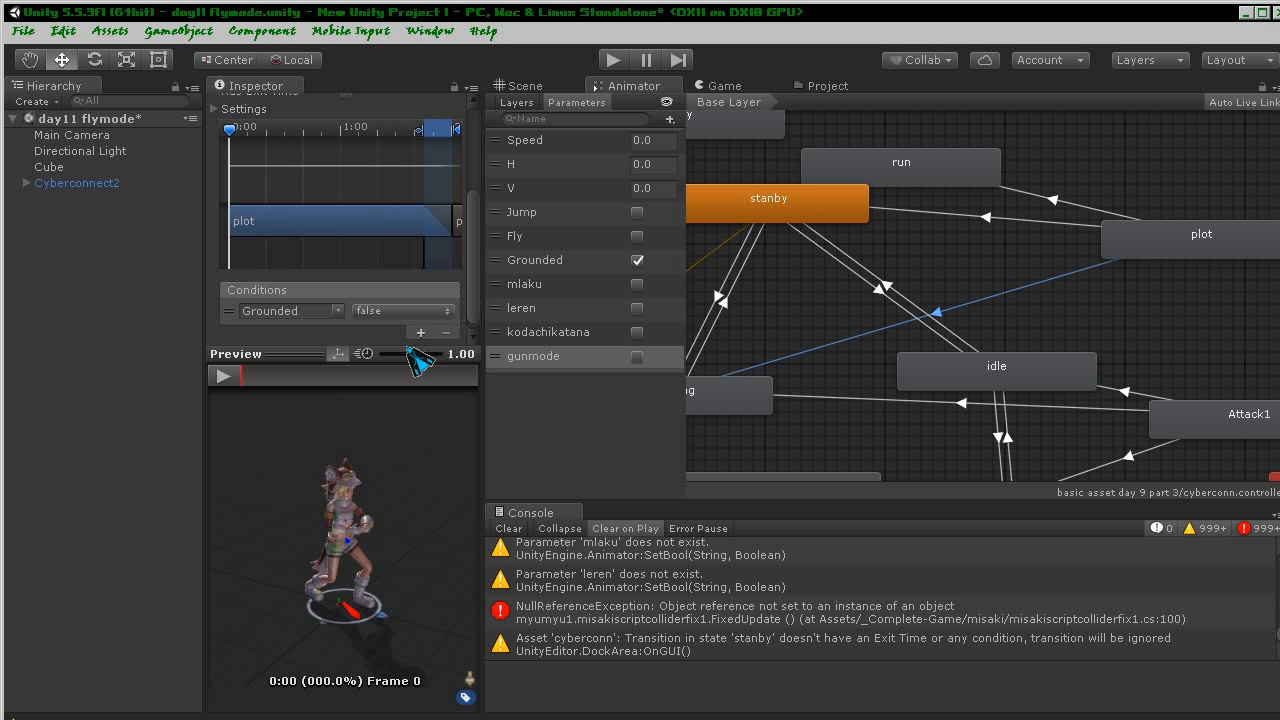 Unity 5.5.3f1 (64bit) - day11 flymode.unity - New Unity Project 1 - PC, Mac & Linux Standalone* <DX11 on DX10 GPU>
File Edit Assets GameObject Component Mobile Input Window Help
Center Local Collab Account Layers Layout
Hierarchy
Create All
day11 flymode*
Main Camera
Directional Light
Cube
Cyberconnect2
Inspector
Settings
0:00 1:00
plot p
Conditions
Grounded false
Preview 1.00
0:00 (000.0%) Frame 0
Scene Animator Game Project
Layers Parameters Base Layer Auto Live Link
Name
Speed 0.0
H 0.0
V 0.0
Jump
Fly
Grounded
mlaku
leren
kodachikatana
gunmode
y
run
stanby
plot
idle
ng
Attack1
basic asset day 9 part 3/cyberconn.controlle
Console
Clear Collapse Clear on Play Error Pause 0 999+ 999+
Parameter 'mlaku' does not exist.
UnityEngine.Animator:SetBool(String, Boolean)
Parameter 'leren' does not exist.
UnityEngine.Animator:SetBool(String, Boolean)
NullReferenceException: Object reference not set to an instance of an object
myumyu1.misakiscriptcolliderfix1.FixedUpdate () (at Assets/_Complete-Game/misaki/misakiscriptcolliderfix1.cs:100)
Asset 'cyberconn': Transition in state 'stanby' doesn't have an Exit Time or any condition, transition will be ignored
UnityEditor.DockArea:OnGUI()